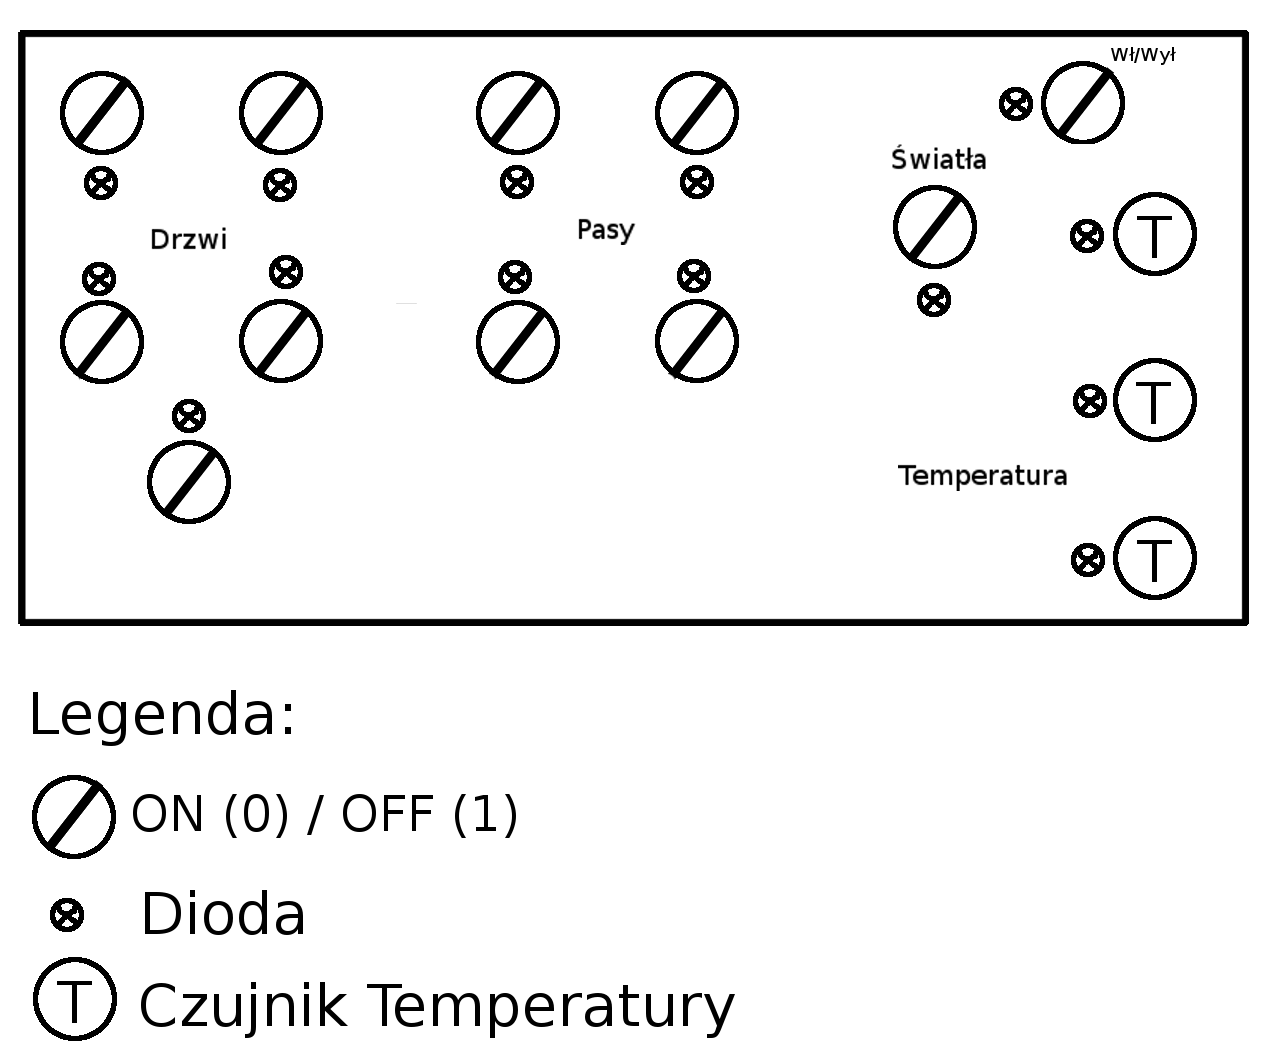 Wł/Wył
Światła
Drzwi
Pasy
T
T
Temperatura
T
Legenda:
ON (0) / OFF (1)
Dioda
T Czujnik Temperatury